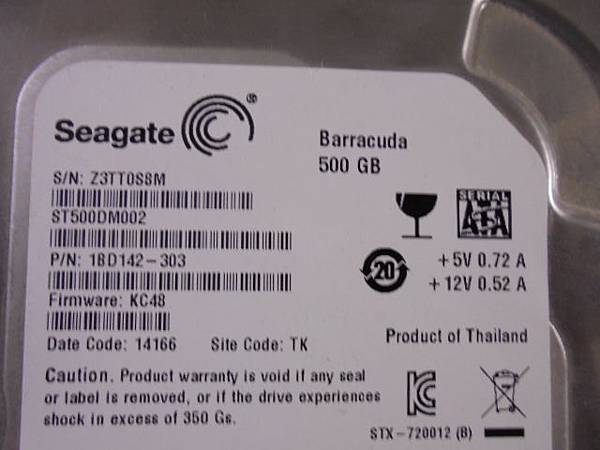 Seagate ®
Barracuda
500 GB
S/N: Z3TT0S8M
ST500DM002
P/N: 1BD142-303
Firmware: KC48
Date Code: 14166 Site Code: TK
SERIAL
ATA
20
+5V 0.72 A
+12V 0.52 A
Product of Thailand
Caution. Product warranty is void if any seal
or label is removed, or if the drive experiences
shock in excess of 350 Gs.
STX-720012 (B)